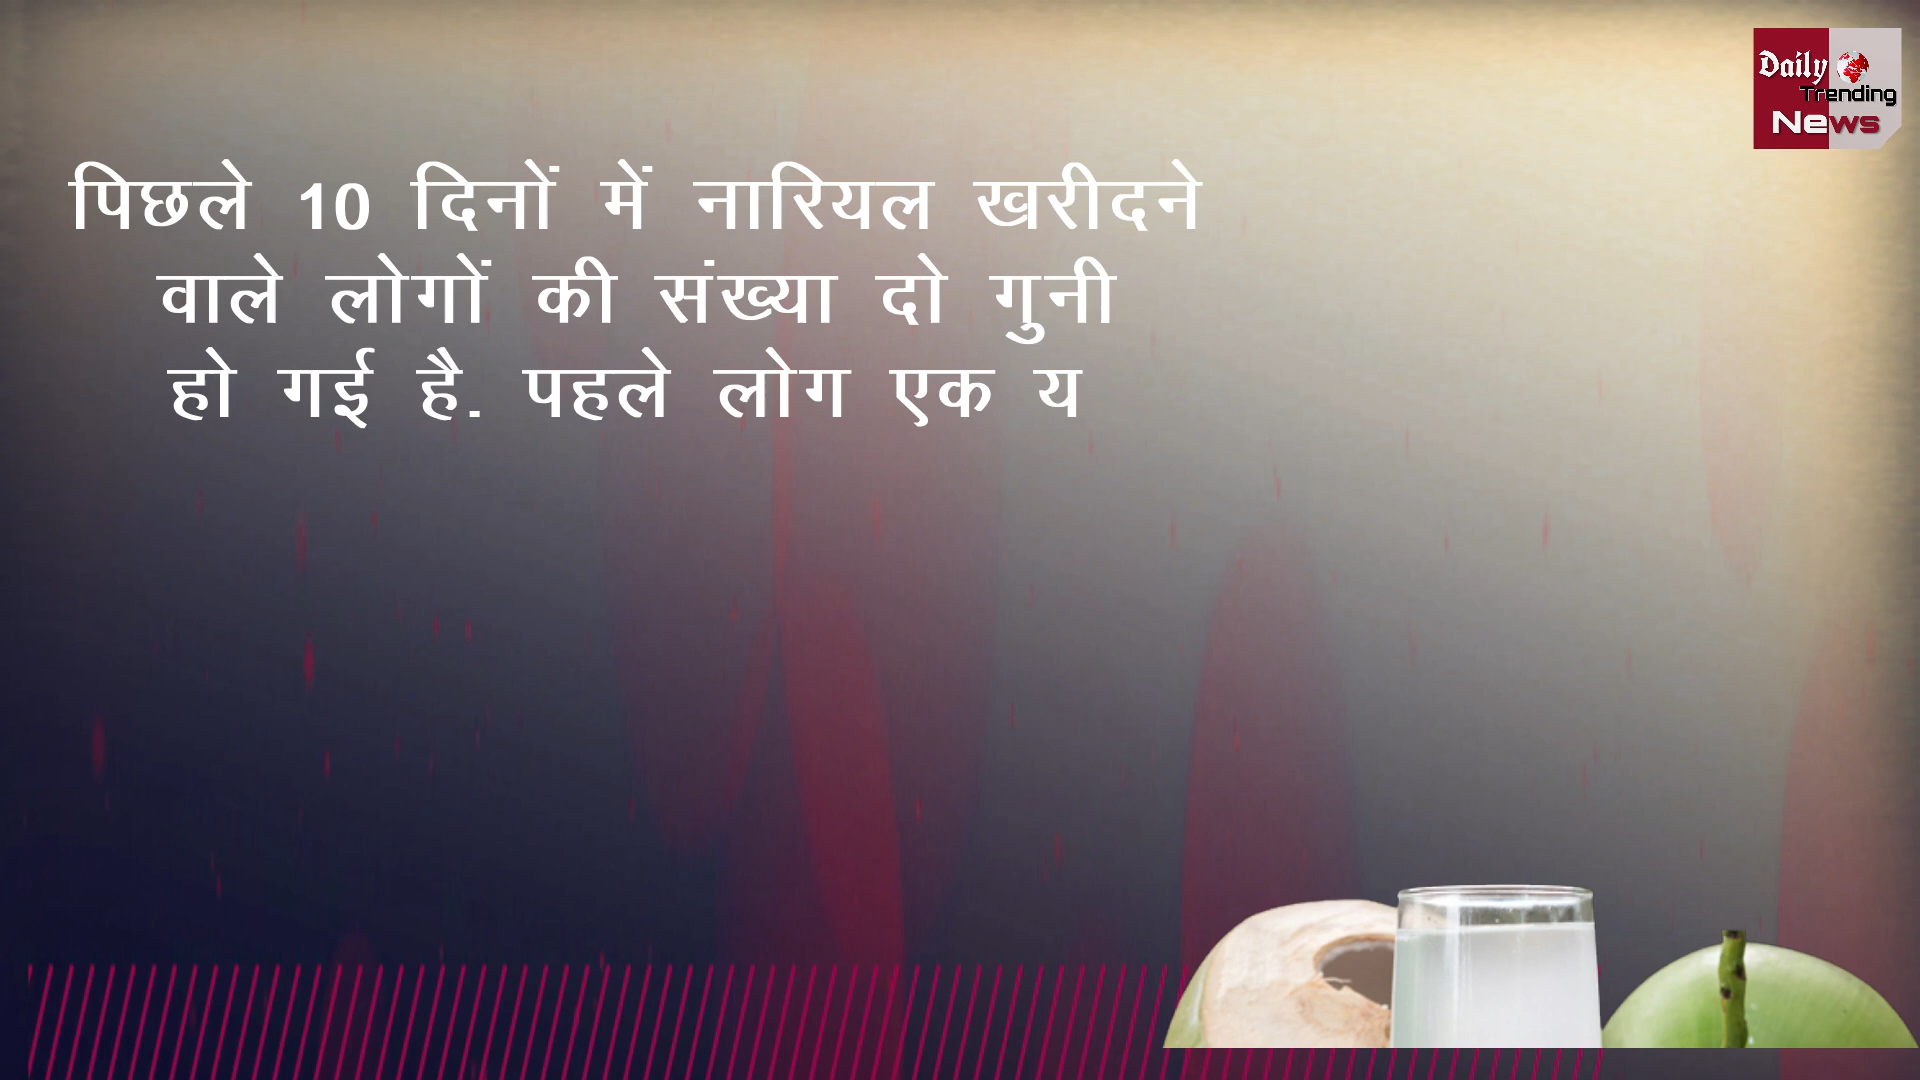 Daily
Trending
News
पिछले 10 दिनों में नारियल खरीदने
वाले लोगों की संख्या दो गुनी
हो गई है. पहले लोग एक य